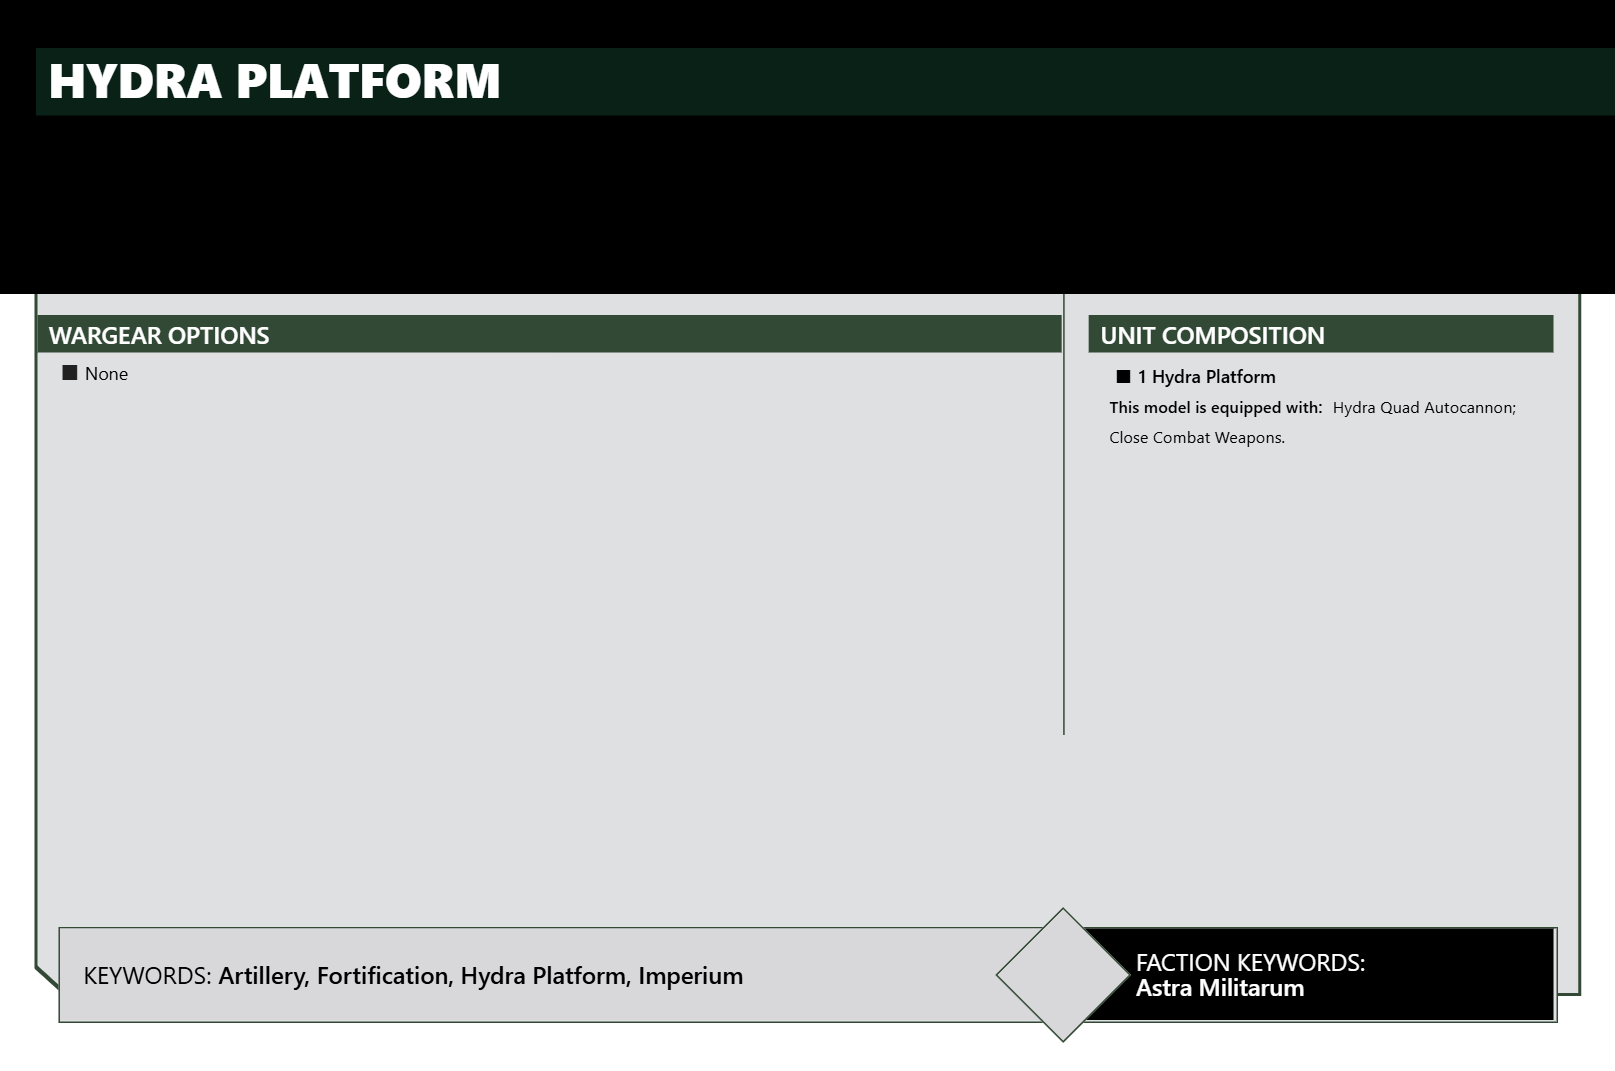 HYDRA PLATFORM
WARGEAR OPTIONS
■ None
UNIT COMPOSITION
■ 1 Hydra Platform
This model is equipped with: Hydra Quad Autocannon;
Close Combat Weapons.
KEYWORDS: Artillery, Fortification, Hydra Platform, Imperium
FACTION KEYWORDS:
Astra Militarum